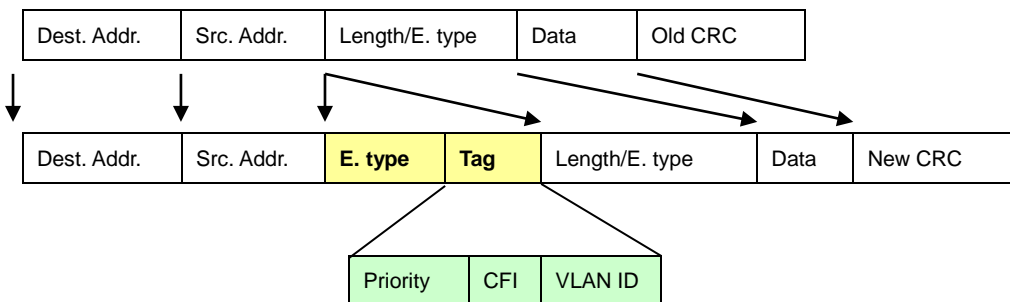 Dest. Addr. Src. Addr. Length/E. type Data Old CRC
Dest. Addr. Src. Addr. E. type Tag Length/E. type Data New CRC
Priority CFI VLAN ID